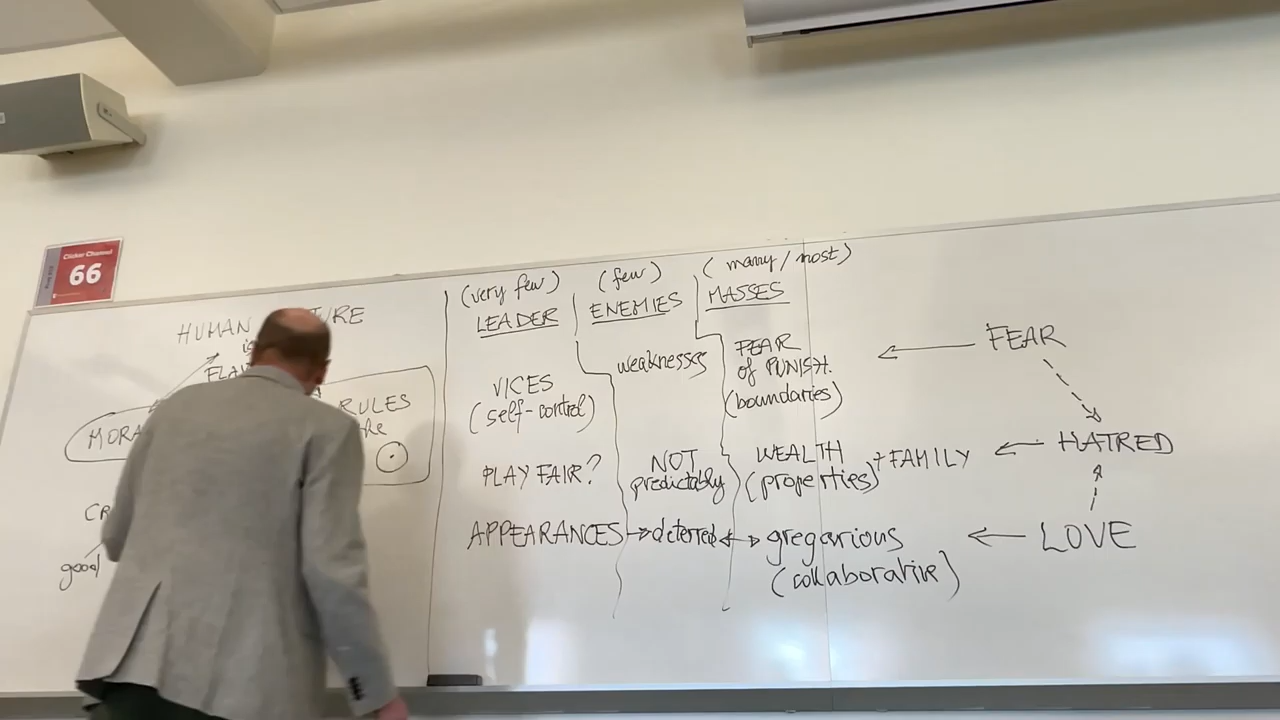 Clicker Channel
66
HUMAN
is
MORA
RULES
the
good
(very few)
LEADER
VICES
(self-control)
PLAY FAIR?
APPEARANCES
(few)
ENEMIES
weaknesses
NOT
predictably
deterred
(many/most)
MASSES
FEAR
of PUNISH.
(boundaries)
WEALTH + FAMILY
(properties)
gregarious
(collaborative)
FEAR
HATRED
LOVE